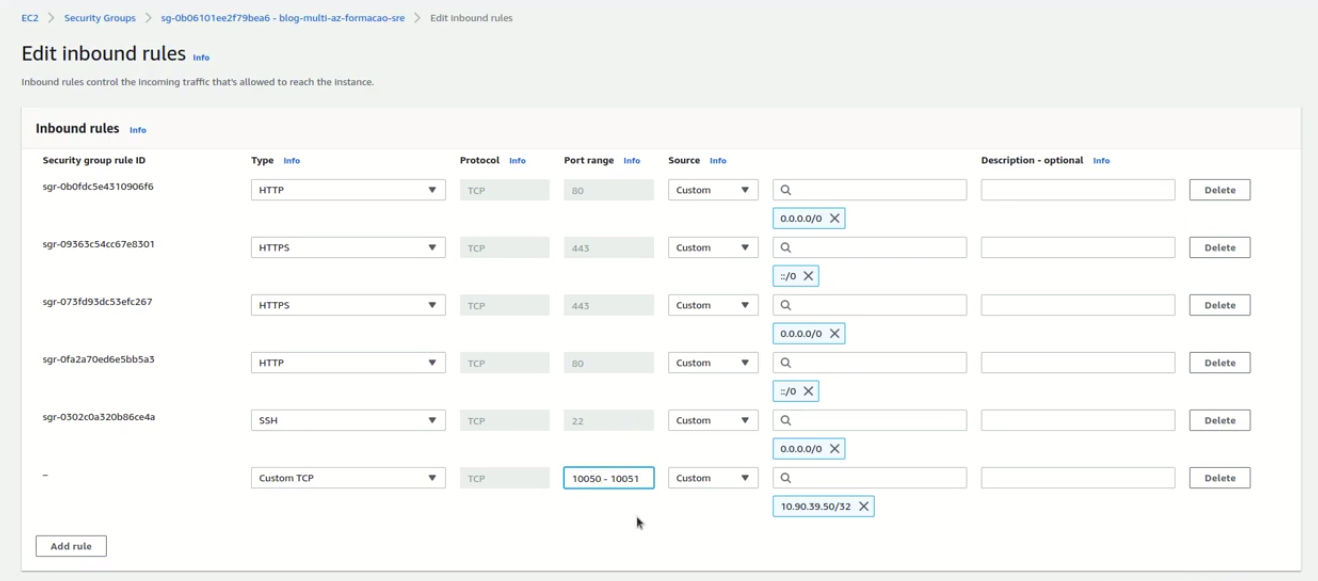 EC2 > Security Groups > sg-0b06101ee2f79bea6 - blog-multi-az-formacao-sre > Edit inbound rules
Edit inbound rules Info
Inbound rules control the incoming traffic that's allowed to reach the instance.
Inbound rules Info
Security group rule ID Type Info Protocol Info Port range Info Source Info Description - optional Info
sgr-0b0fdc5e4310906f6 HTTP TCP 80 Custom Delete
0.0.0.0/0
sgr-09363c54cc67e8301 HTTPS TCP 443 Custom Delete
::/0
sgr-073fd93dc53efc267 HTTPS TCP 443 Custom Delete
0.0.0.0/0
sgr-0fa2a70ed6e5bb5a3 HTTP TCP 80 Custom Delete
::/0
sgr-0302c0a320b86ce4a SSH TCP 22 Custom Delete
0.0.0.0/0
– Custom TCP TCP 10050 - 10051 Custom Delete
10.90.39.50/32
Add rule